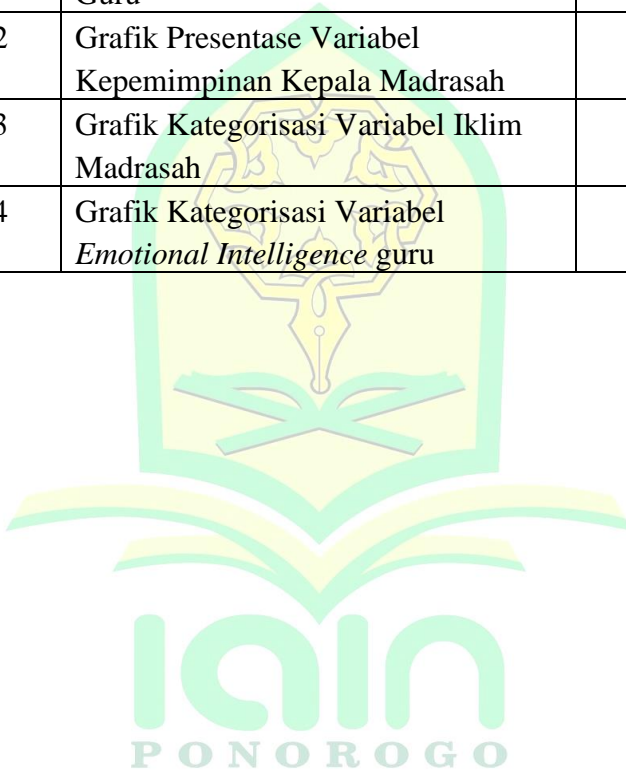 Guru
2 Grafik Presentase Variabel
Kepemimpinan Kepala Madrasah
3 Grafik Kategorisasi Variabel Iklim
Madrasah
4 Grafik Kategorisasi Variabel
Emotional Intelligence guru
iain
PONOROGO